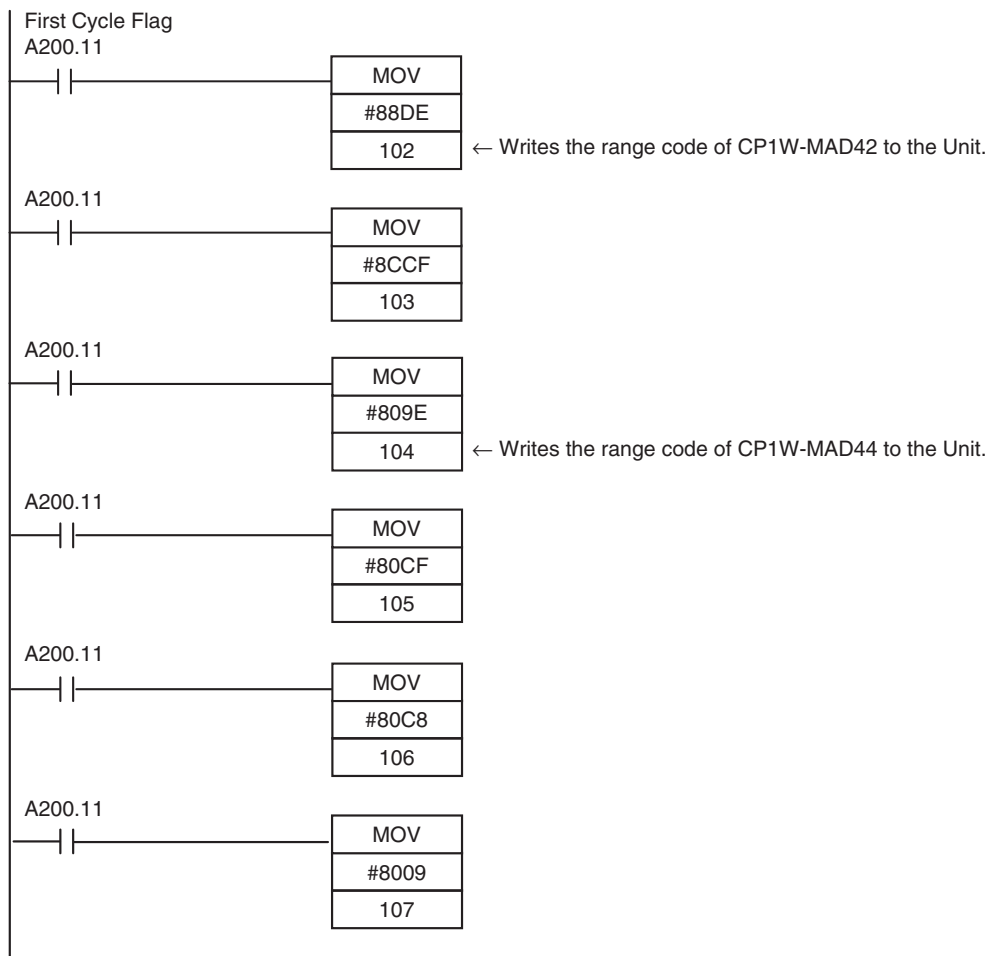 First Cycle Flag
A200.11
MOV
#88DE
102
← Writes the range code of CP1W-MAD42 to the Unit.
A200.11
MOV
#8CCF
103
A200.11
MOV
#809E
104
← Writes the range code of CP1W-MAD44 to the Unit.
A200.11
MOV
#80CF
105
A200.11
MOV
#80C8
106
A200.11
MOV
#8009
107